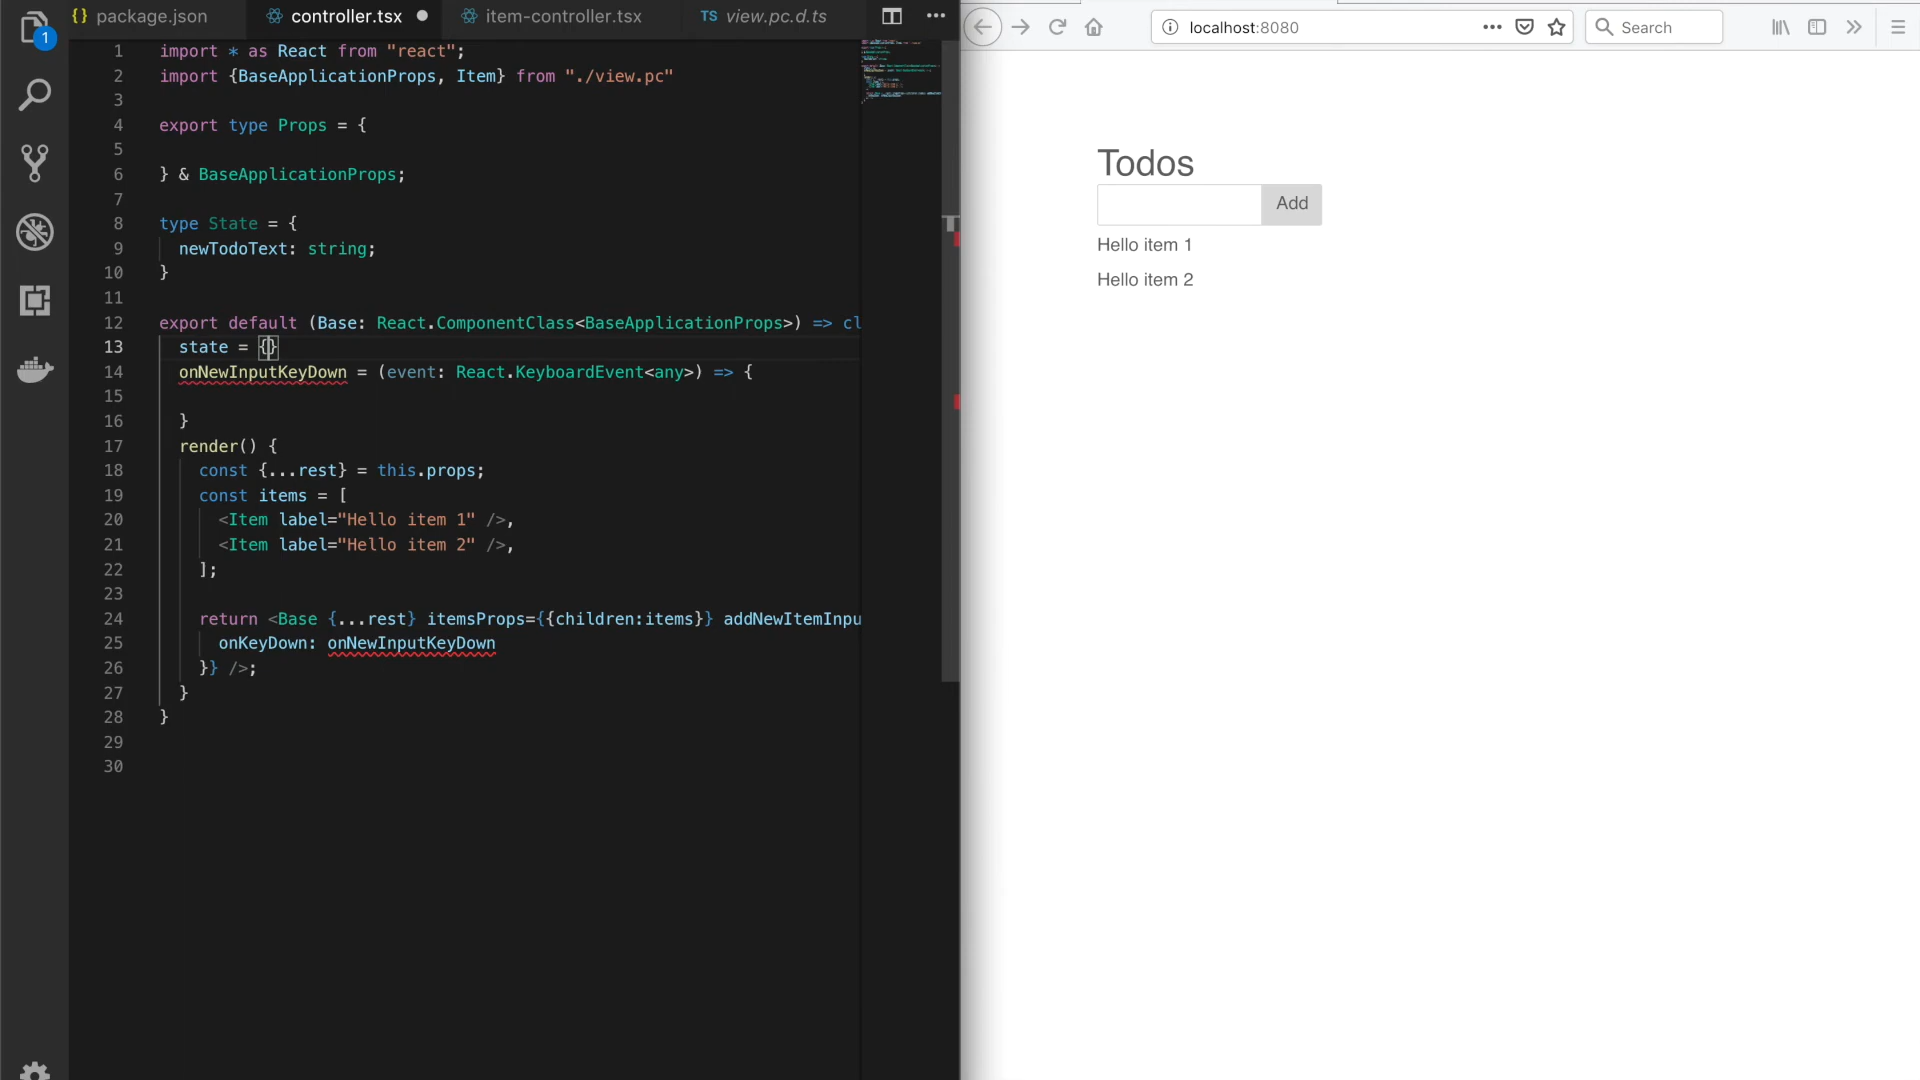 {} package.json controller.tsx item-controller.tsx TS view.pc.d.ts
1
1 import * as React from "react";
2 import {BaseApplicationProps, Item} from "./view.pc"
3
4 export type Props = {
5
6 } & BaseApplicationProps;
7
8 type State = {
9 newTodoText: string;
10 }
11
12 export default (Base: React.ComponentClass<BaseApplicationProps>) => cl
13 state = {}
14 onNewInputKeyDown = (event: React.KeyboardEvent<any>) => {
15
16 }
17 render() {
18 const {...rest} = this.props;
19 const items = [
20 <Item label="Hello item 1" />,
21 <Item label="Hello item 2" />,
22 ];
23
24 return <Base {...rest} itemsProps={{children:items}} addNewItemInpu
25 onKeyDown: onNewInputKeyDown
26 }} />;
27 }
28 }
29
30
localhost:8080
Search
Todos
Add
Hello item 1
Hello item 2